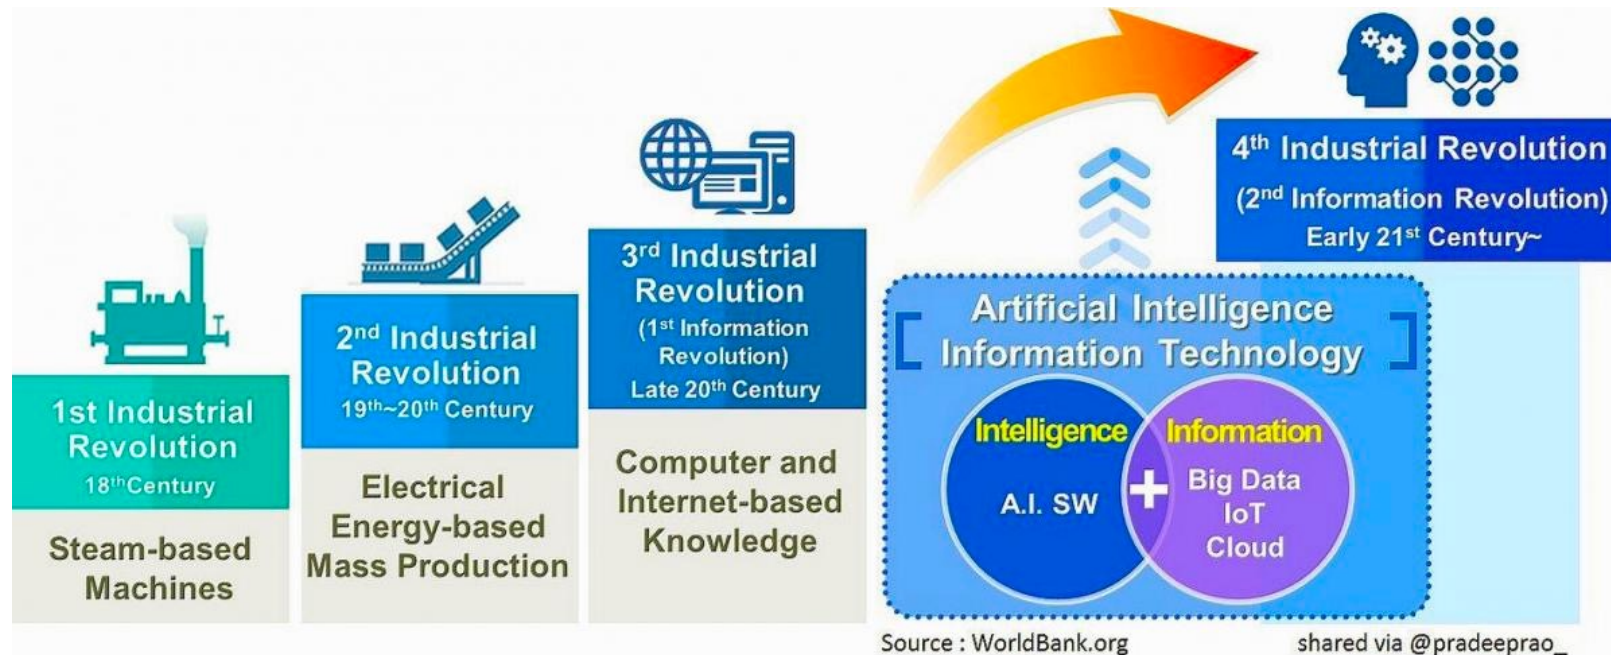 1st Industrial
Revolution
18thCentury
Steam-based
Machines
2nd Industrial
Revolution
19th~20th Century
Electrical
Energy-based
Mass Production
3rd Industrial
Revolution
(1st Information
Revolution)
Late 20th Century
Computer and
Internet-based
Knowledge
4th Industrial Revolution
(2nd Information Revolution)
Early 21st Century~
[ Artificial Intelligence
Information Technology ]
Intelligence
A.I. SW
+
Information
Big Data
IoT
Cloud
Source : WorldBank.org
shared via @pradeeprao_